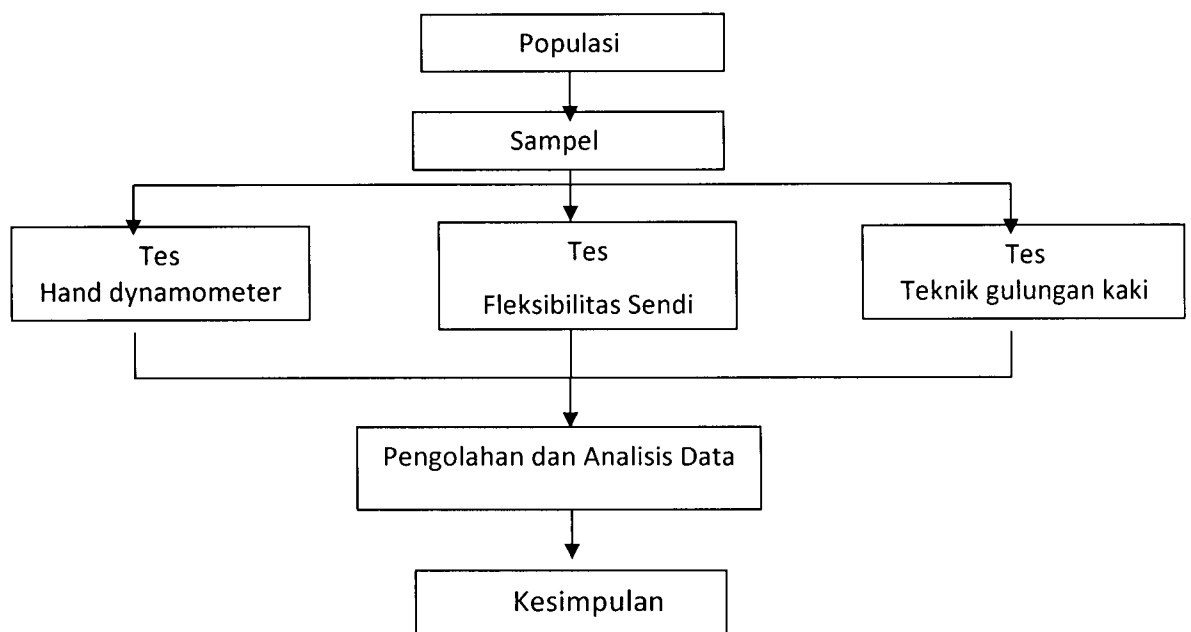 Populasi
Sampel
Tes
Hand dynamometer
Tes
Fleksibilitas Sendi
Tes
Teknik gulungan kaki
Pengolahan dan Analisis Data
Kesimpulan